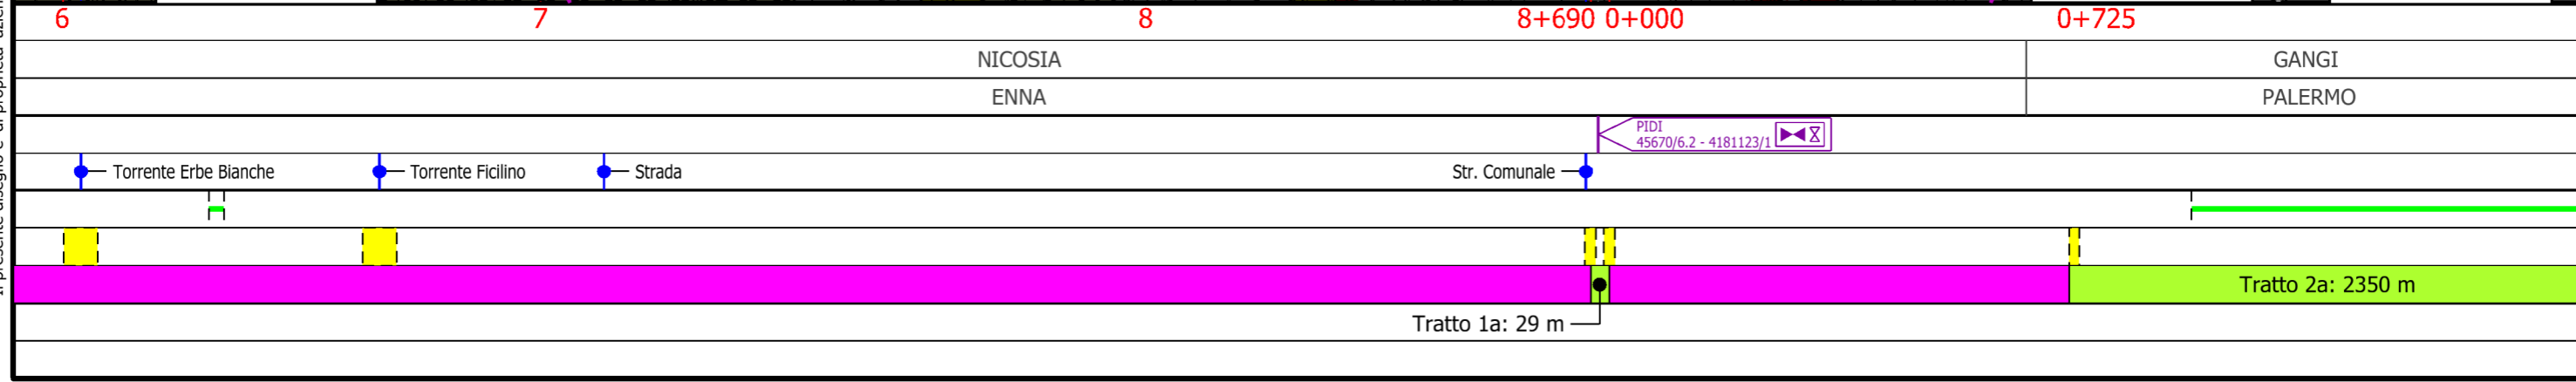 6 7 8 8+690 0+000 0+725
NICOSIA GANGI
ENNA PALERMO
PIDI
45670/6.2 - 4181123/1
Torrente Erbe Bianche Torrente Ficilino Strada Str. Comunale
Tratto 2a: 2350 m
Tratto 1a: 29 m